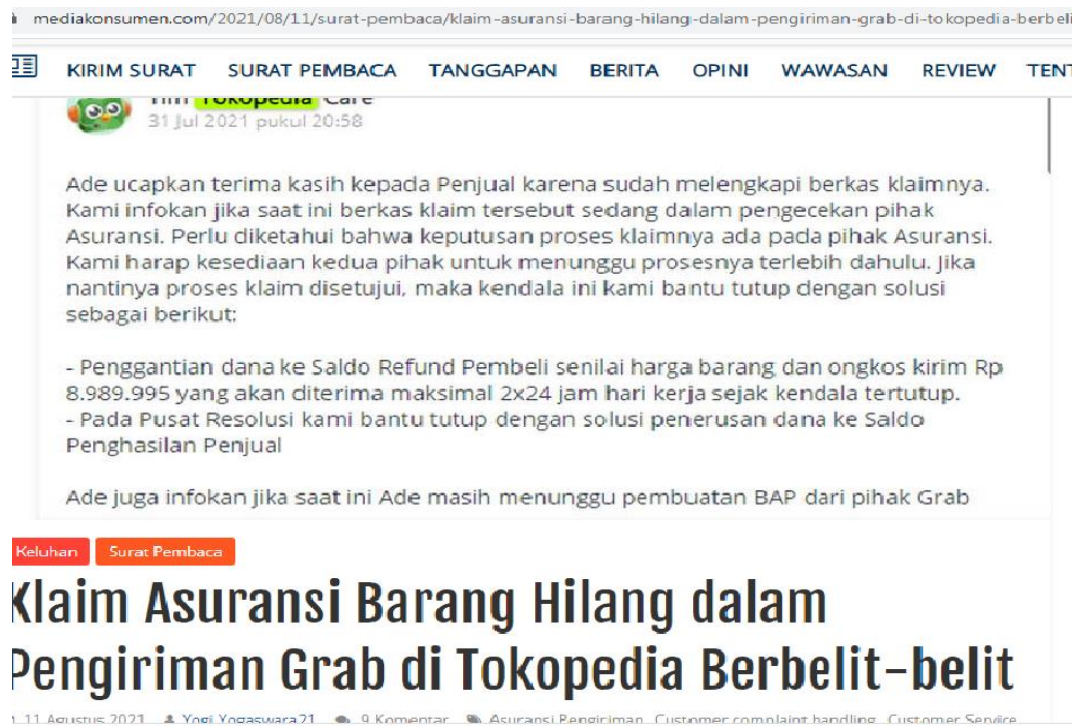 mediakonsumen.com/2021/08/11/surat-pembaca/klaim-asuransi-barang-hilang-dalam-pengiriman-grab-di-tokopedia-berbeli
KIRIM SURAT SURAT PEMBACA TANGGAPAN BERITA OPINI WAWASAN REVIEW TENT
Tim Tokopedia Care
31 Jul 2021 pukul 20:58
Ade ucapkan terima kasih kepada Penjual karena sudah melengkapi berkas klaimnya.
Kami infokan jika saat ini berkas klaim tersebut sedang dalam pengecekan pihak
Asuransi. Perlu diketahui bahwa keputusan proses klaimnya ada pada pihak Asuransi.
Kami harap kesediaan kedua pihak untuk menunggu prosesnya terlebih dahulu. Jika
nantinya proses klaim disetujui, maka kendala ini kami bantu tutup dengan solusi
sebagai berikut:
- Penggantian dana ke Saldo Refund Pembeli senilai harga barang dan ongkos kirim Rp
8.989.995 yang akan diterima maksimal 2x24 jam hari kerja sejak kendala tertutup.
- Pada Pusat Resolusi kami bantu tutup dengan solusi penerusan dana ke Saldo
Penghasilan Penjual
Ade juga infokan jika saat ini Ade masih menunggu pembuatan BAP dari pihak Grab
Keluhan Surat Pembaca
Klaim Asuransi Barang Hilang dalam
Pengiriman Grab di Tokopedia Berbelit-belit
11 Agustus 2021 Yogi Yogaswara21 9 Komentar Asuransi Pengiriman, Customer complaint handling, Customer Service